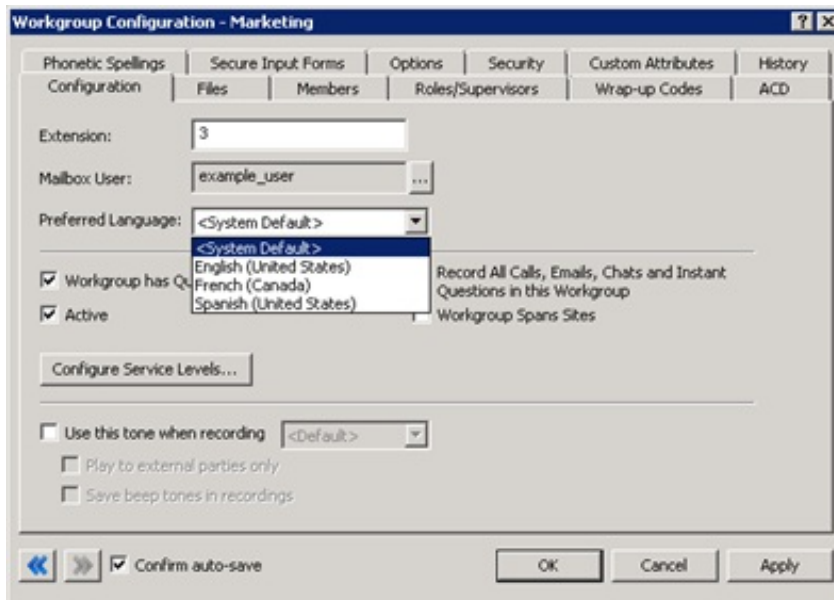 Workgroup Configuration - Marketing
Phonetic Spellings Secure Input Forms Options Security Custom Attributes History
Configuration Files Members Roles/Supervisors Wrap-up Codes ACD
Extension: 3
Mailbox User: example_user ...
Preferred Language: <System Default>
<System Default>
English (United States)
French (Canada)
Spanish (United States)
Workgroup has Qu
Record All Calls, Emails, Chats and Instant
Questions in this Workgroup
Active
Workgroup Spans Sites
Configure Service Levels...
Use this tone when recording <Default>
Play to external parties only
Save beep tones in recordings
Confirm auto-save OK Cancel Apply